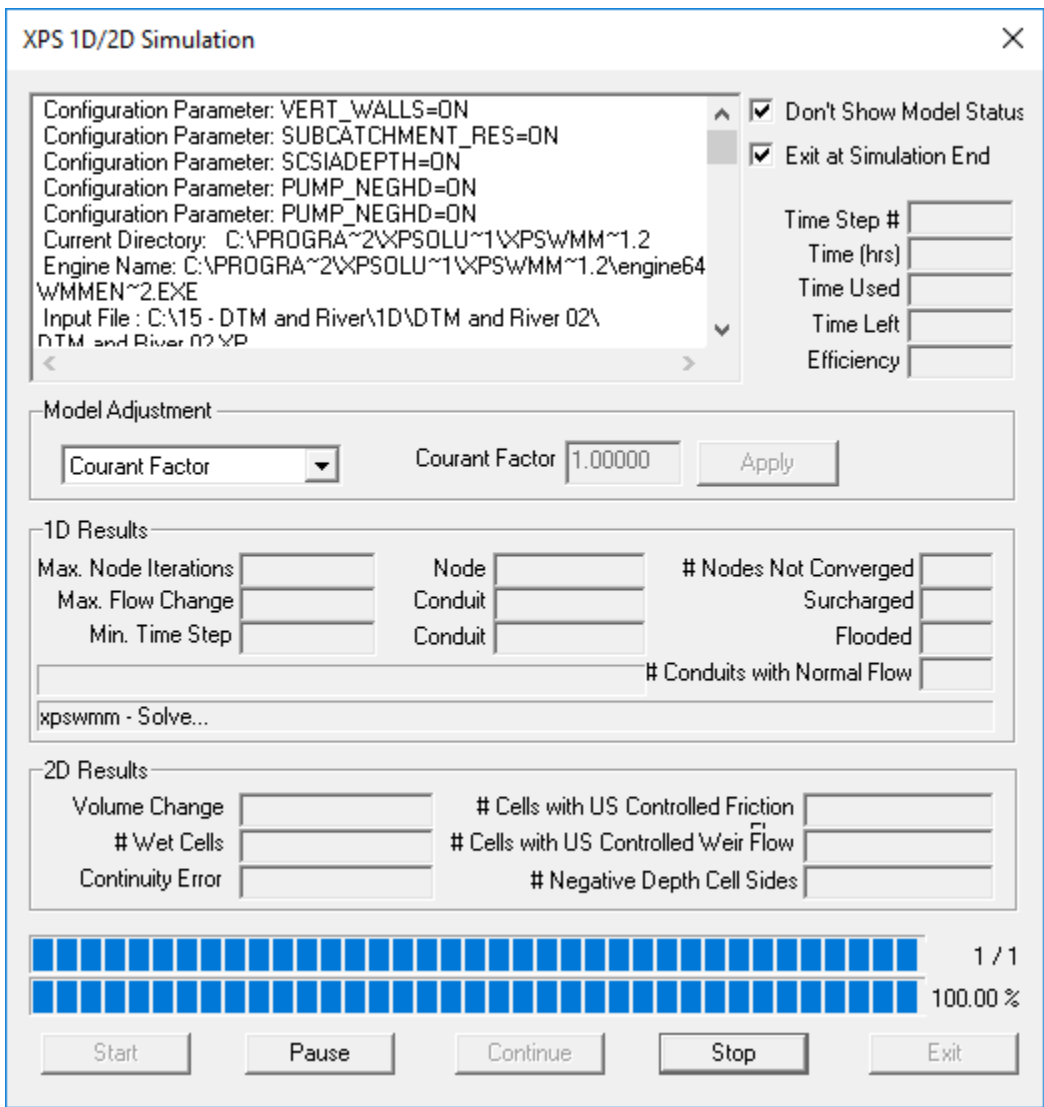 XPS 1D/2D Simulation
Configuration Parameter: VERT_WALLS=ON
Configuration Parameter: SUBCATCHMENT_RES=ON
Configuration Parameter: SCSIADEPTH=ON
Configuration Parameter: PUMP_NEGHD=ON
Configuration Parameter: PUMP_NEGHD=ON
Current Directory: C:\PROGRA~2\XPSOLU~1\XPSWMM~1.2
Engine Name: C:\PROGRA~2\XPSOLU~1\XPSWMM~1.2\engine64
WMMEN~2.EXE
Input File : C:\15 - DTM and River\1D\DTM and River 02\
DTM and River 02.XP
Don't Show Model Status
Exit at Simulation End
Time Step #
Time (hrs)
Time Used
Time Left
Efficiency
Model Adjustment
Courant Factor
Courant Factor 1.00000 Apply
1D Results
Max. Node Iterations Node # Nodes Not Converged
Max. Flow Change Conduit Surcharged
Min. Time Step Conduit Flooded
# Conduits with Normal Flow
xpswmm - Solve...
2D Results
Volume Change # Cells with US Controlled Friction
# Wet Cells # Cells with US Controlled Weir Flow
Continuity Error # Negative Depth Cell Sides
1 / 1
100.00 %
Start Pause Continue Stop Exit